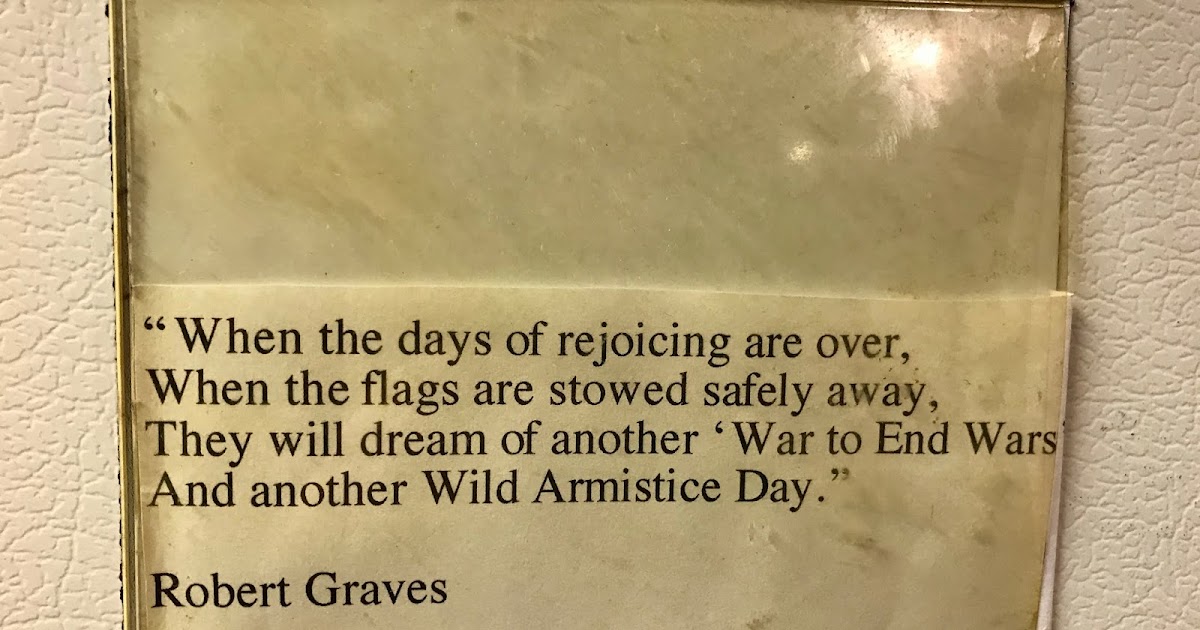 “When the days of rejoicing are over,
When the flags are stowed safely away,
They will dream of another ‘War to End Wars
And another Wild Armistice Day.”
Robert Graves